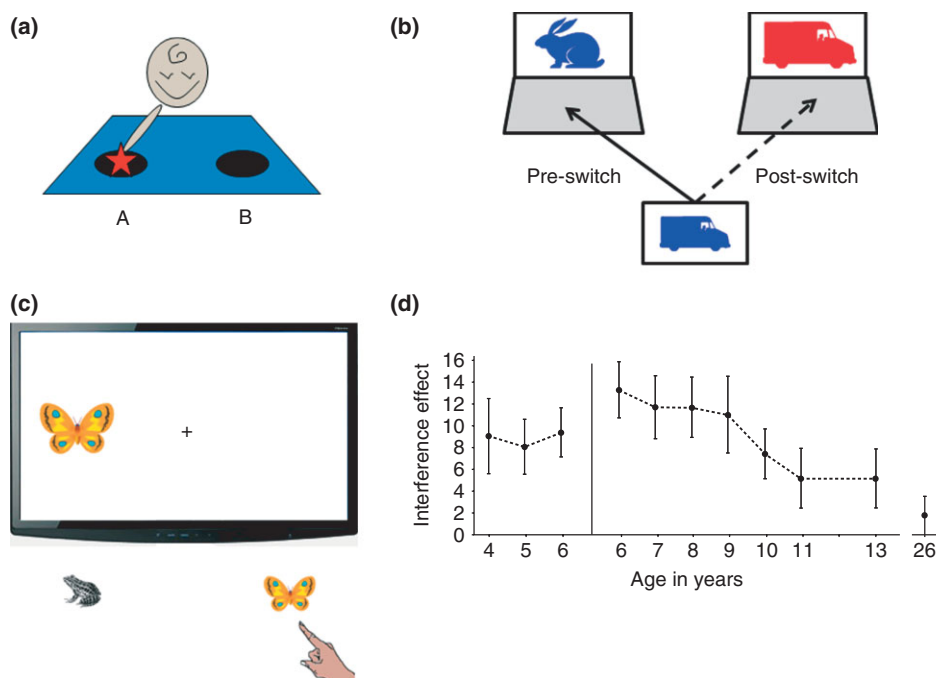 (a)
A B
(b)
Pre-switch Post-switch
(c)
+
(d)
Interference effect
16
14
12
10
8
6
4
2
0
4 5 6 6 7 8 9 10 11 13 26
Age in years